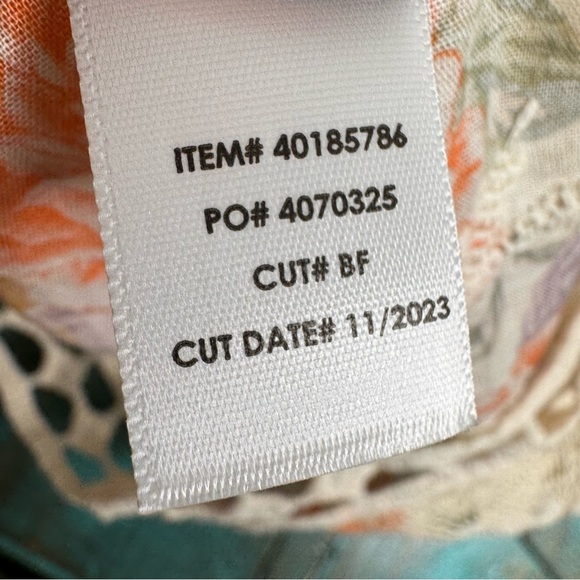 ITEM# 40185786
PO# 4070325
CUT# BF
CUT DATE# 11/2023